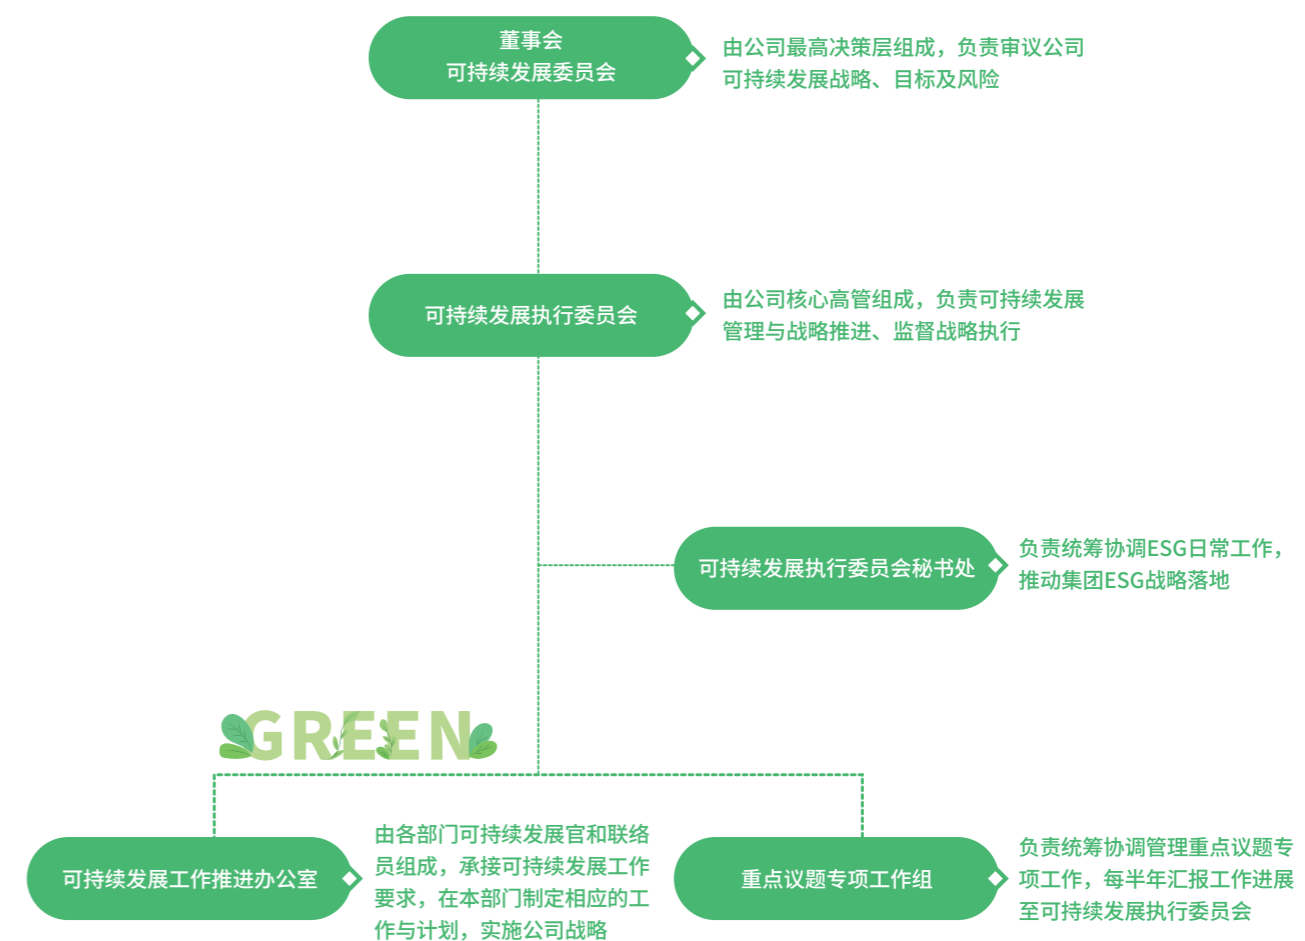 董事会
可持续发展委员会
由公司最高决策层组成，负责审议公司
可持续发展战略、目标及风险
可持续发展执行委员会
由公司核心高管组成，负责可持续发展
管理与战略推进、监督战略执行
可持续发展执行委员会秘书处
负责统筹协调ESG日常工作，
推动集团ESG战略落地
GREEN
可持续发展工作推进办公室
由各部门可持续发展官和联络
员组成，承接可持续发展工作
要求，在本部门制定相应的工
作与计划，实施公司战略
重点议题专项工作组
负责统筹协调管理重点议题专
项工作，每半年汇报工作进展
至可持续发展执行委员会